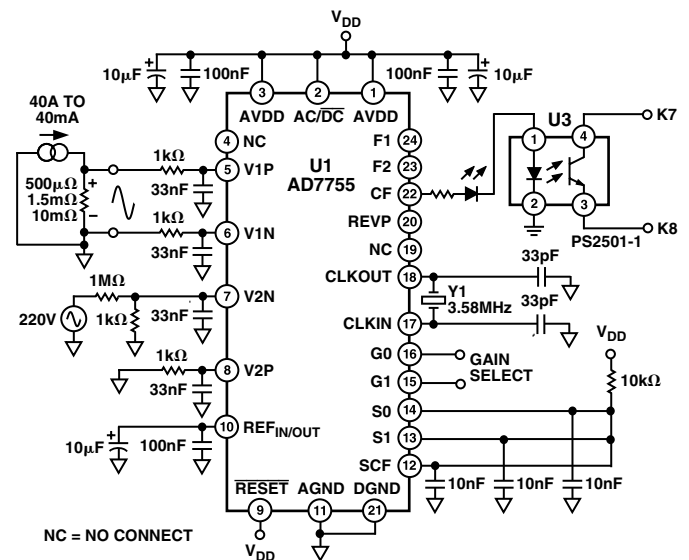 VDD
10µF
100nF
100nF
10µF
3
2
1
AVDD
AC/DC
AVDD
40A TO
40mA
4
NC
U1
AD7755
F1
24
F2
23
CF
22
REVP
20
NC
19
U3
1
4
2
3
K7
K8
PS2501-1
1kΩ
5
V1P
33nF
500µΩ
1.5mΩ
10mΩ
+
–
1kΩ
6
V1N
33nF
1MΩ
7
V2N
220V
1kΩ
33nF
1kΩ
8
V2P
33nF
10
REFIN/OUT
10µF
100nF
CLKOUT
18
33pF
Y1
3.58MHz
33pF
CLKIN
17
G0
16
GAIN
SELECT
G1
15
VDD
10kΩ
S0
14
S1
13
SCF
12
10nF
10nF
10nF
RESET
AGND
DGND
9
11
21
NC = NO CONNECT
VDD